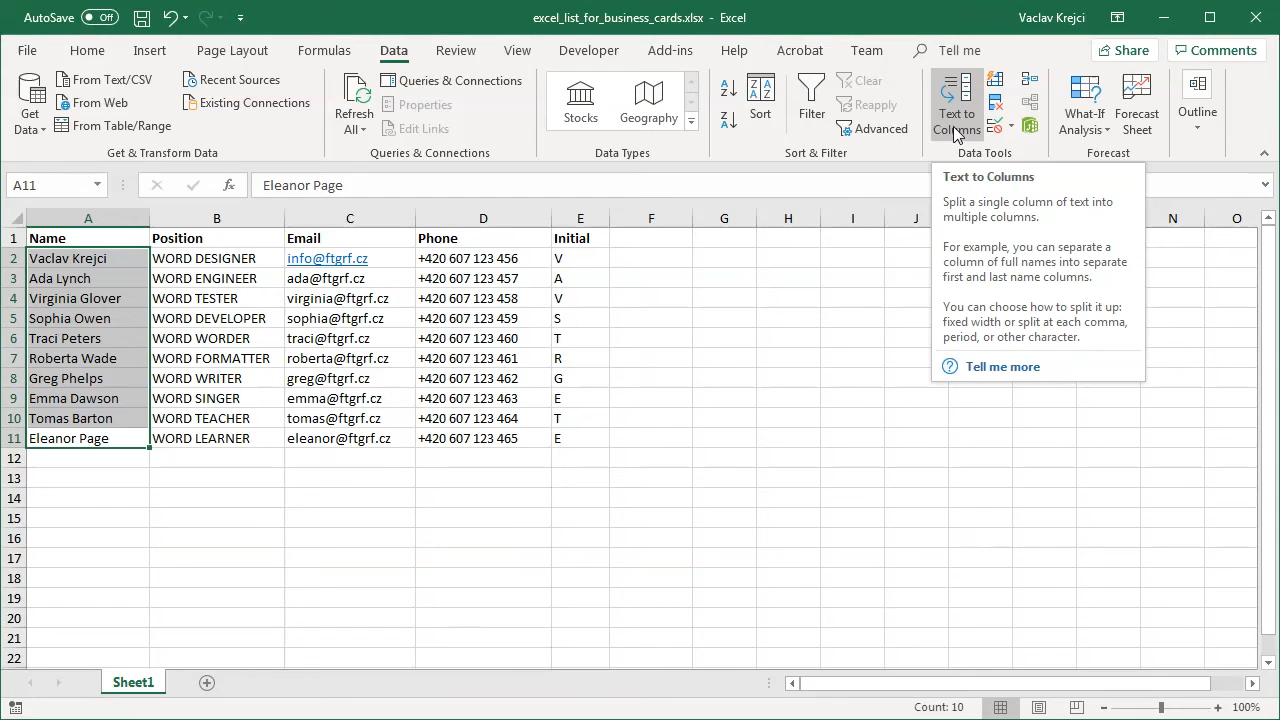 AutoSave Off excel_list_for_business_cards.xlsx - Excel Vaclav Krejci
File Home Insert Page Layout Formulas Data Review View Developer Add-ins Help Acrobat Team Tell me Share Comments
Get Data
From Text/CSV
From Web
From Table/Range
Recent Sources
Existing Connections
Get & Transform Data
Refresh All
Queries & Connections
Properties
Edit Links
Queries & Connections
Stocks Geography
Data Types
Sort
Filter
Clear
Reapply
Advanced
Sort & Filter
Text to
Columns
Data Tools
What-If
Analysis
Forecast
Sheet
Forecast
Outline
A11 fx Eleanor Page
A B C D E F G H I J N O
1 Name Position Email Phone Initial
2 Vaclav Krejci WORD DESIGNER info@ftgrf.cz +420 607 123 456 V
3 Ada Lynch WORD ENGINEER ada@ftgrf.cz +420 607 123 457 A
4 Virginia Glover WORD TESTER virginia@ftgrf.cz +420 607 123 458 V
5 Sophia Owen WORD DEVELOPER sophia@ftgrf.cz +420 607 123 459 S
6 Traci Peters WORD WORDER traci@ftgrf.cz +420 607 123 460 T
7 Roberta Wade WORD FORMATTER roberta@ftgrf.cz +420 607 123 461 R
8 Greg Phelps WORD WRITER greg@ftgrf.cz +420 607 123 462 G
9 Emma Dawson WORD SINGER emma@ftgrf.cz +420 607 123 463 E
10 Tomas Barton WORD TEACHER tomas@ftgrf.cz +420 607 123 464 T
11 Eleanor Page WORD LEARNER eleanor@ftgrf.cz +420 607 123 465 E
12
13
14
15
16
17
18
19
20
21
22
Text to Columns
Split a single column of text into
multiple columns.
For example, you can separate a
column of full names into separate
first and last name columns.
You can choose how to split it up:
fixed width or split at each comma,
period, or other character.
Tell me more
Sheet1
Count: 10 100%